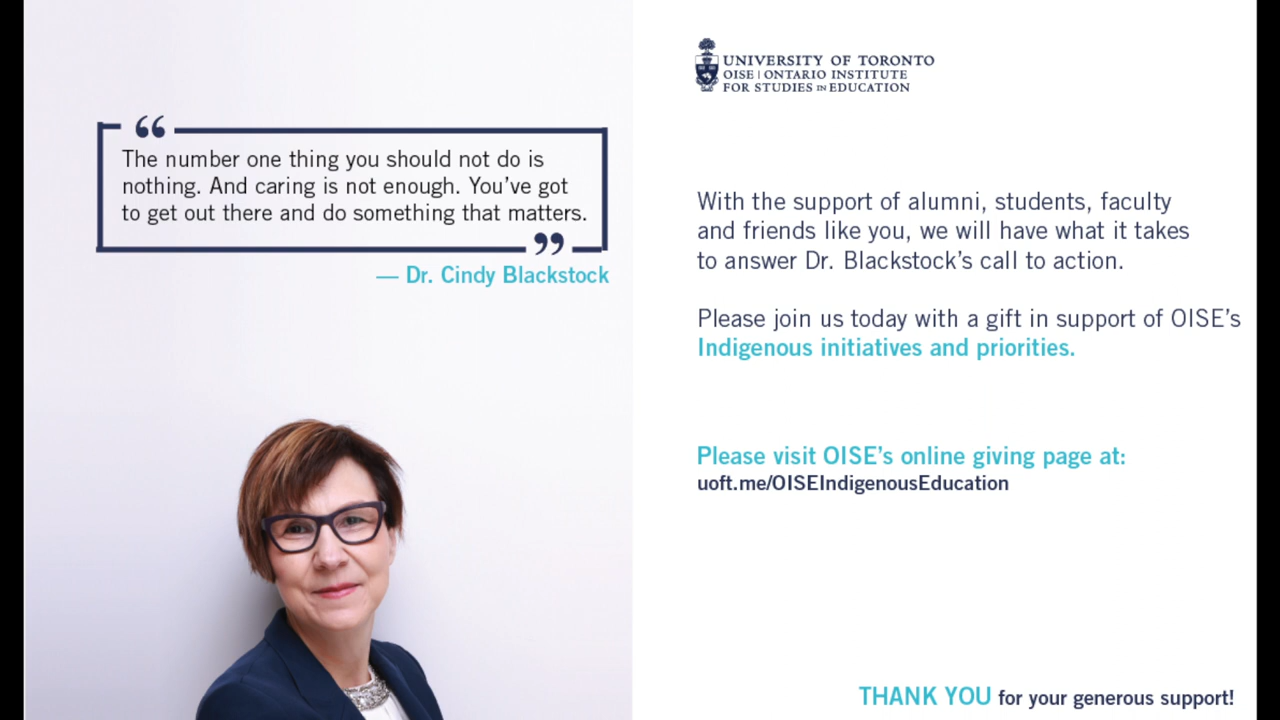 “
The number one thing you should not do is
nothing. And caring is not enough. You’ve got
to get out there and do something that matters.
”
— Dr. Cindy Blackstock
UNIVERSITY OF TORONTO
OISE | ONTARIO INSTITUTE
FOR STUDIES IN EDUCATION
With the support of alumni, students, faculty
and friends like you, we will have what it takes
to answer Dr. Blackstock’s call to action.
Please join us today with a gift in support of OISE’s
Indigenous initiatives and priorities.
Please visit OISE’s online giving page at:
uoft.me/OISEIndigenousEducation
THANK YOU for your generous support!